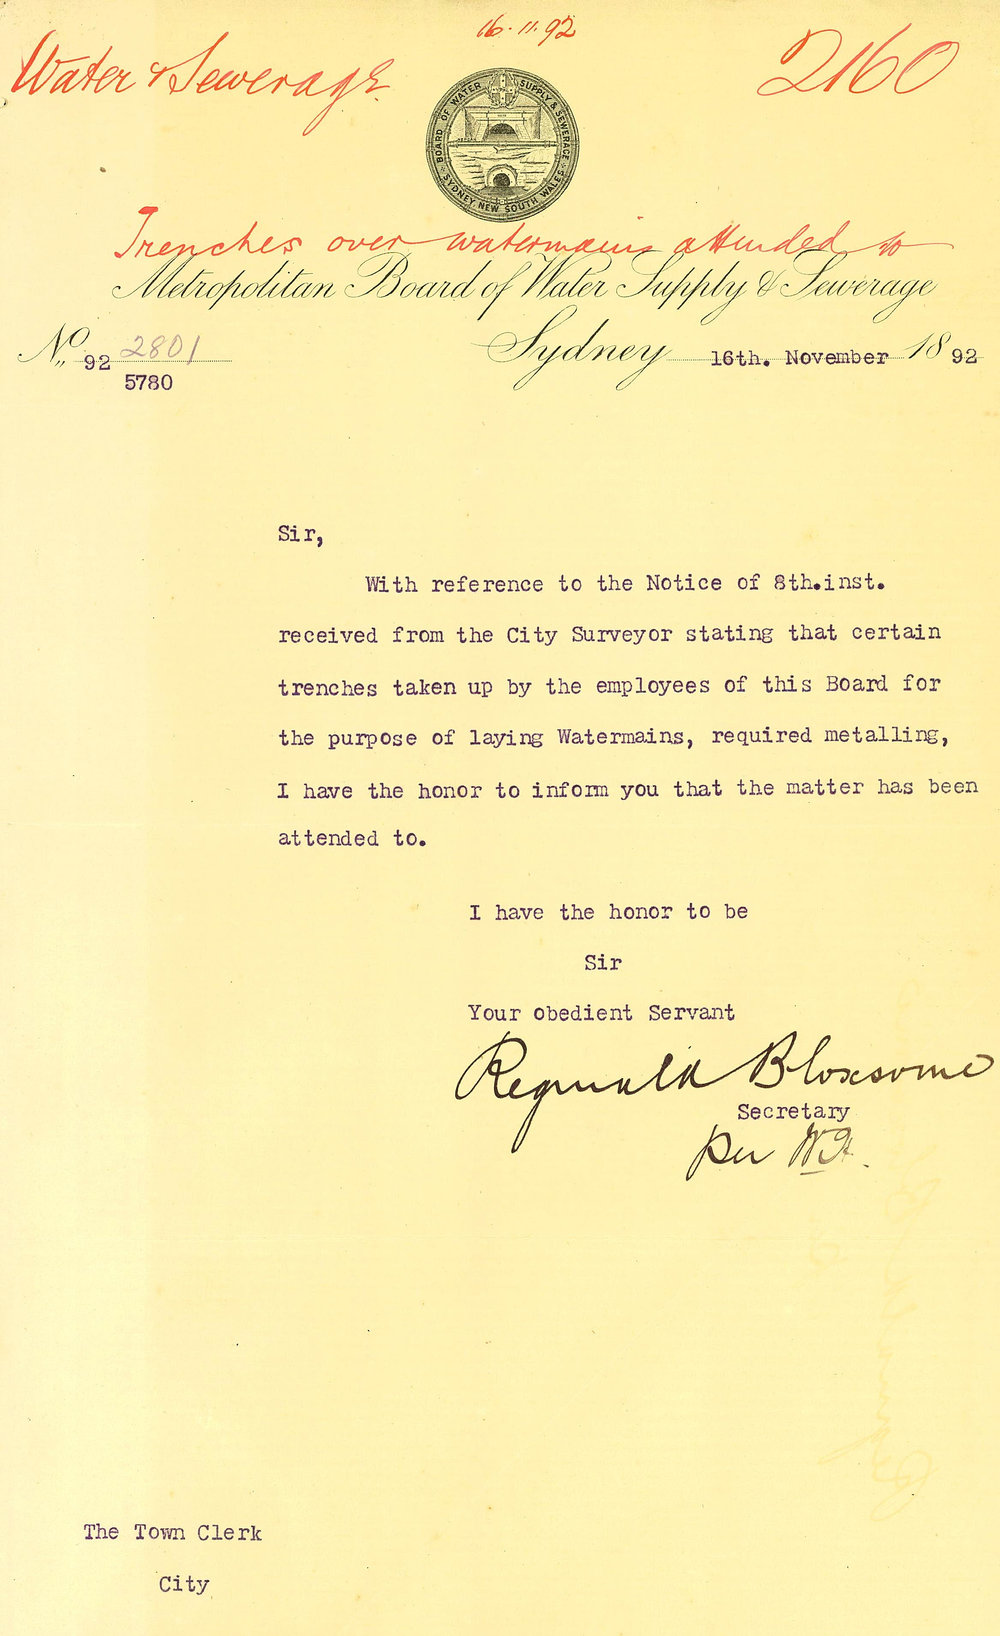 16.11.92
Water & Sewerage
2160
BOARD OF WATER SUPPLY & SEWERAGE
SYDNEY, NEW SOUTH WALES
Trenches over watermains attended to
Metropolitan Board of Water Supply & Sewerage
No. 92 2801
5780
Sydney 16th. November 1892
Sir,
With reference to the Notice of 8th.inst.
received from the City Surveyor stating that certain
trenches taken up by the employees of this Board for
the purpose of laying Watermains, required metalling,
I have the honor to inform you that the matter has been
attended to.
I have the honor to be
Sir
Your obedient Servant
Reginald Bloxsome
Secretary
per W.H.
The Town Clerk
City